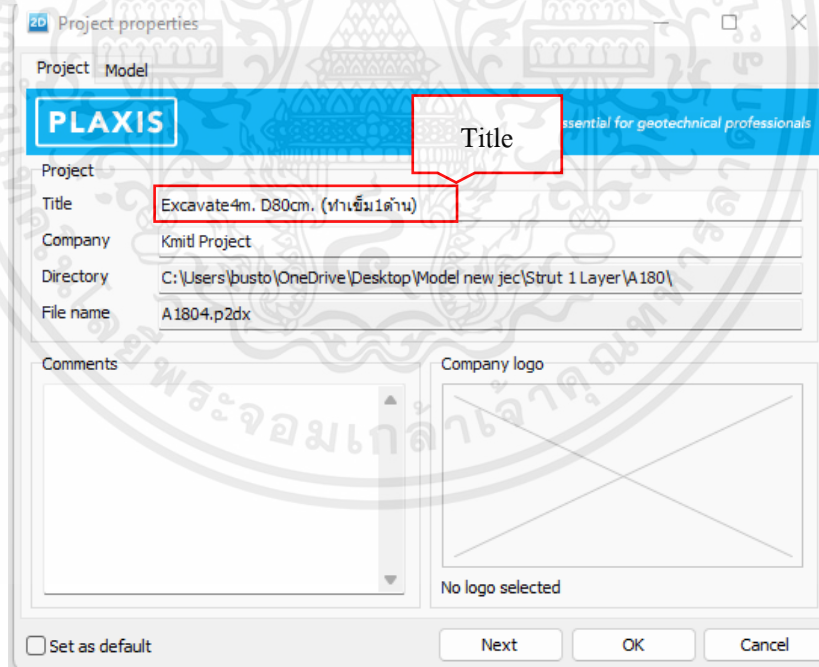 2D Project properties
Project Model
PLAXIS
Title
ssential for geotechnical professionals
Project
Title Excavate4m. D80cm. (ทำเข็ม1ด้าน)
Company Kmitl Project
Directory C:\Users\busto\OneDrive\Desktop\Model new jec\Strut 1 Layer\A180\
File name A1804.p2dx
Comments
Company logo
No logo selected
Set as default Next OK Cancel